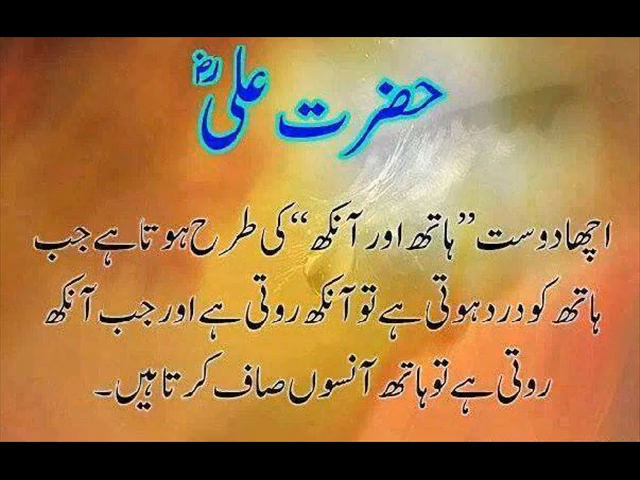 حضرت علیؓ
اچھا دوست ”ہاتھ اور آنکھ“ کی طرح ہوتا ہے جب
ہاتھ کو درد ہوتی ہے تو آنکھ روتی ہے اور جب آنکھ
روتی ہے تو ہاتھ آنسوں صاف کرتا ہیں۔